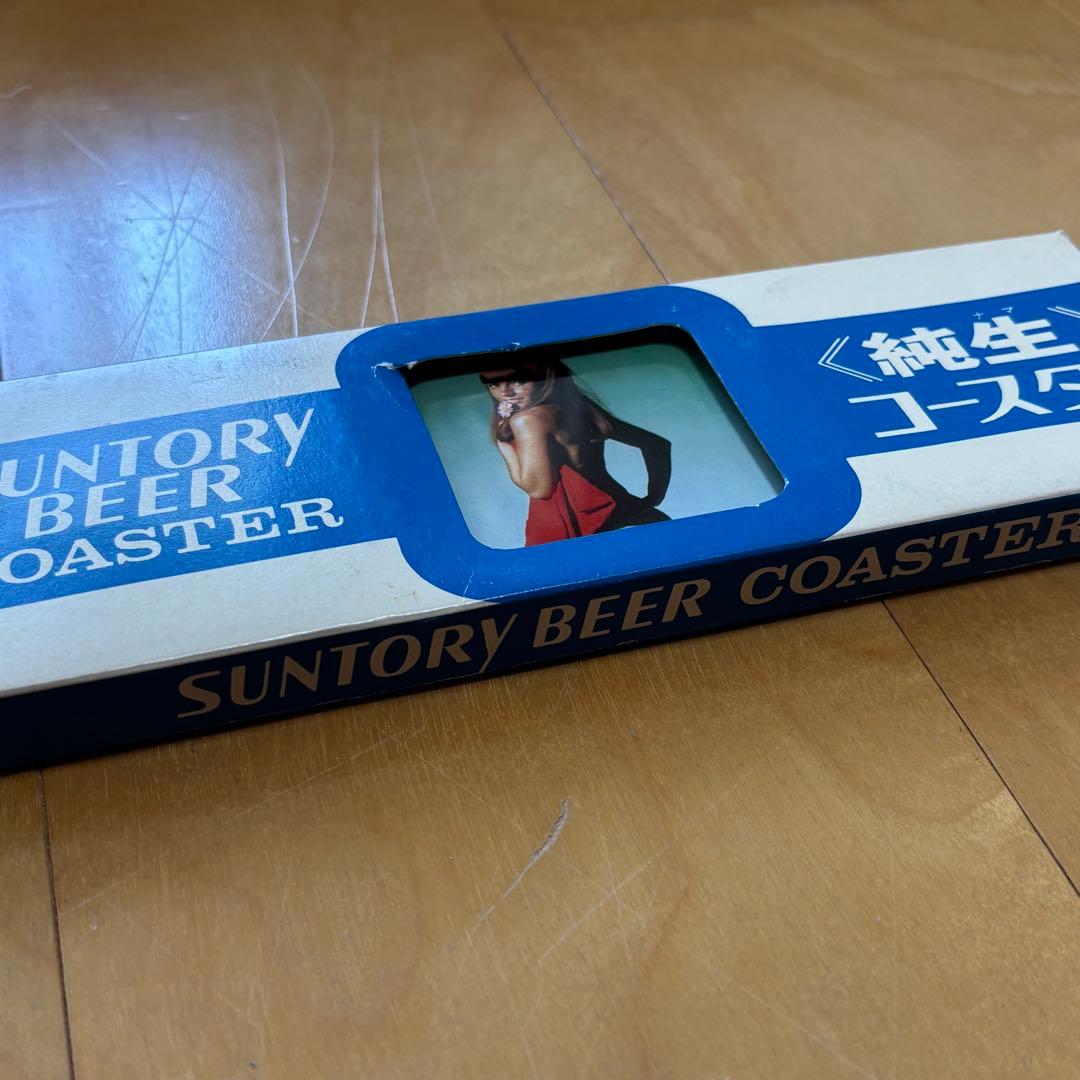 SUNTORY
BEER
COASTER
《純生》
ナマ
コースタ
SUNTORY BEER COASTER